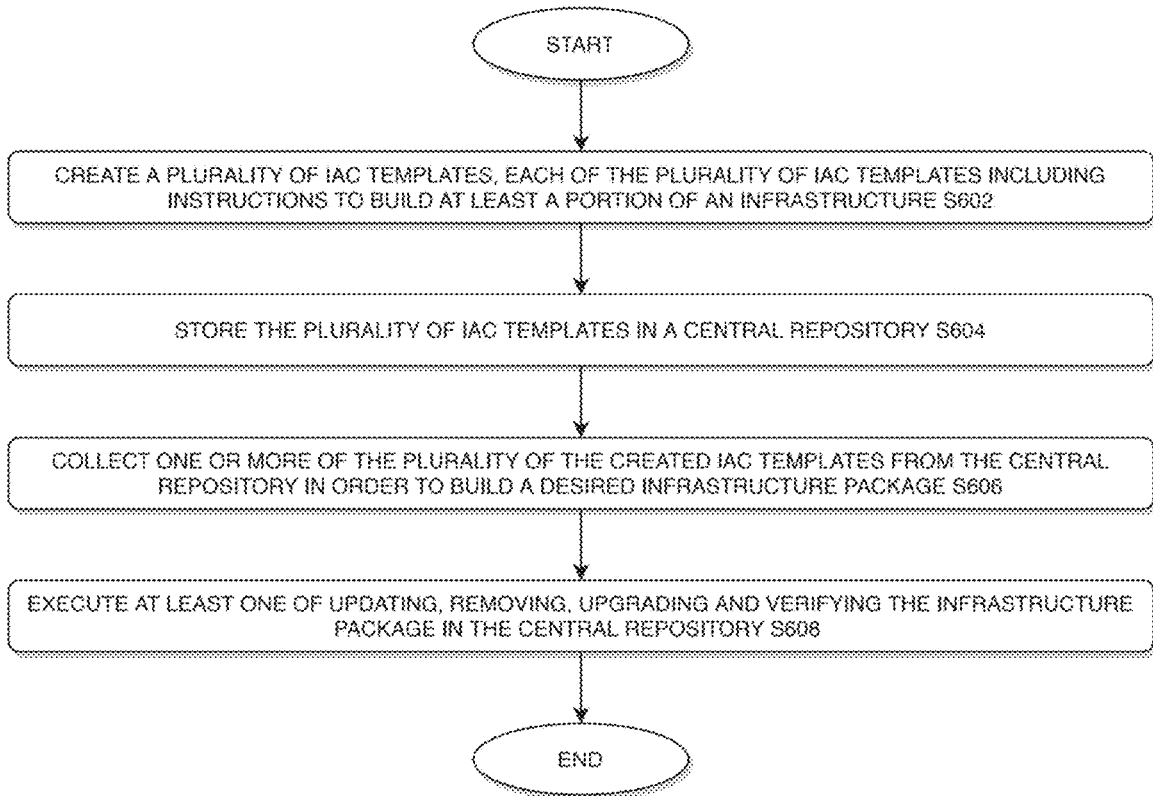 START
CREATE A PLURALITY OF IAC TEMPLATES, EACH OF THE PLURALITY OF IAC TEMPLATES INCLUDING
INSTRUCTIONS TO BUILD AT LEAST A PORTION OF AN INFRASTRUCTURE S602
STORE THE PLURALITY OF IAC TEMPLATES IN A CENTRAL REPOSITORY S604
COLLECT ONE OR MORE OF THE PLURALITY OF THE CREATED IAC TEMPLATES FROM THE CENTRAL
REPOSITORY IN ORDER TO BUILD A DESIRED INFRASTRUCTURE PACKAGE S606
EXECUTE AT LEAST ONE OF UPDATING, REMOVING, UPGRADING AND VERIFYING THE INFRASTRUCTURE
PACKAGE IN THE CENTRAL REPOSITORY S608
END